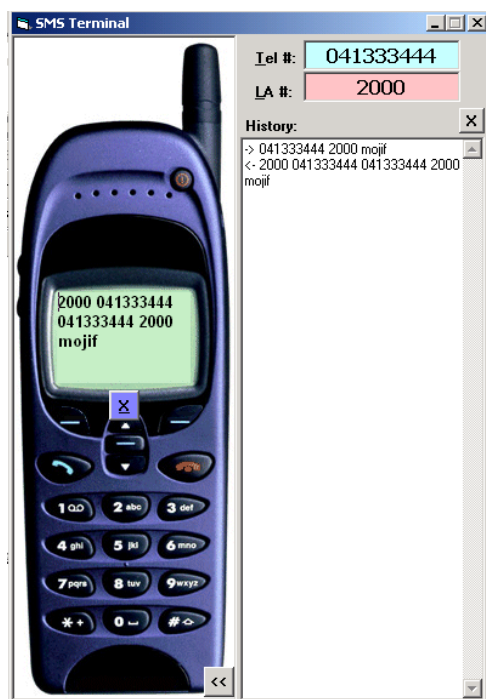 SMS Terminal
Tel #: 041333444
LA #: 2000
History: X
-> 041333444 2000 mojif
<- 2000 041333444 041333444 2000
mojif
2000 041333444
041333444 2000
mojif
X
1 2 abc 3 def
4 ghi 5 jkl 6 mno
7 pqrs 8 tuv 9 wxyz
* + 0 #
<<